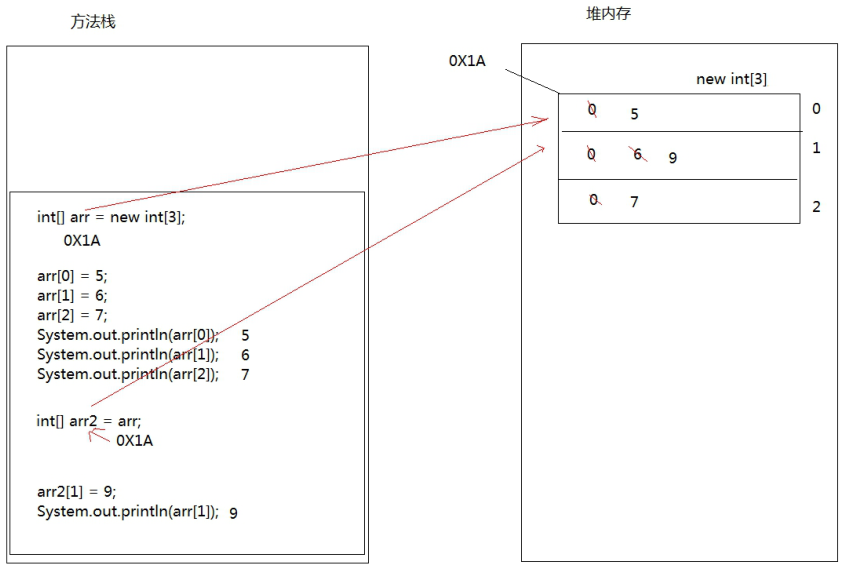 方法栈
堆内存
0X1A
new int[3]
0 5 0
0 6 9 1
0 7 2
int[] arr = new int[3];
0X1A
arr[0] = 5;
arr[1] = 6;
arr[2] = 7;
System.out.println(arr[0]); 5
System.out.println(arr[1]); 6
System.out.println(arr[2]); 7
int[] arr2 = arr;
0X1A
arr2[1] = 9;
System.out.println(arr[1]); 9